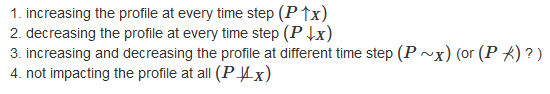 1. increasing the profile at every time step (P ↑x)
2. decreasing the profile at every time step (P ↓x)
3. increasing and decreasing the profile at different time step (P ∼x) (or (P ⊀) ? )
4. not impacting the profile at all (P ⊮x)